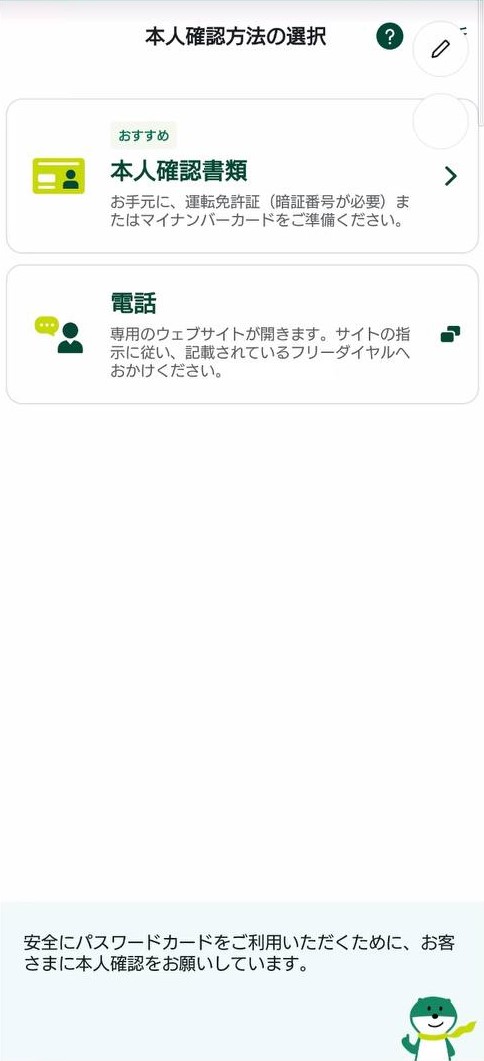 本人確認方法の選択
?
おすすめ
本人確認書類
お手元に、運転免許証（暗証番号が必要）ま
たはマイナンバーカードをご準備ください。
電話
専用のウェブサイトが開きます。サイトの指
示に従い、記載されているフリーダイヤルへ
おかけください。
安全にパスワードカードをご利用いただくために、お客
さまに本人確認をお願いしています。